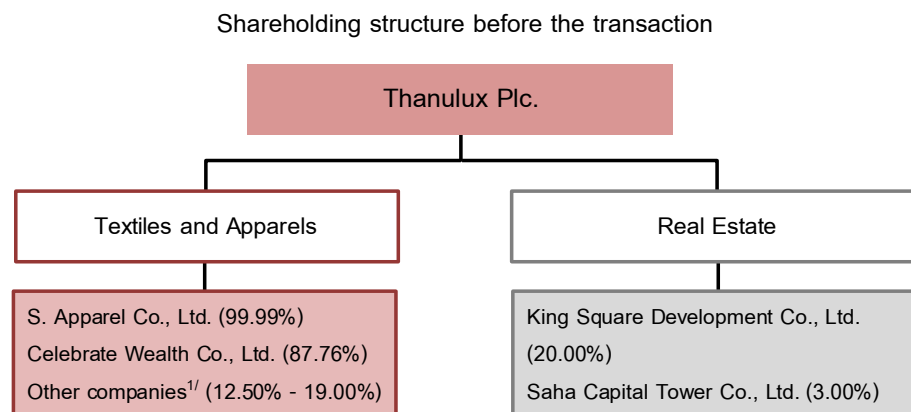 Shareholding structure before the transaction
Thanulux Plc.
Textiles and Apparels
Real Estate
S. Apparel Co., Ltd. (99.99%)
Celebrate Wealth Co., Ltd. (87.76%)
Other companies1/ (12.50% - 19.00%)
King Square Development Co., Ltd.
(20.00%)
Saha Capital Tower Co., Ltd. (3.00%)